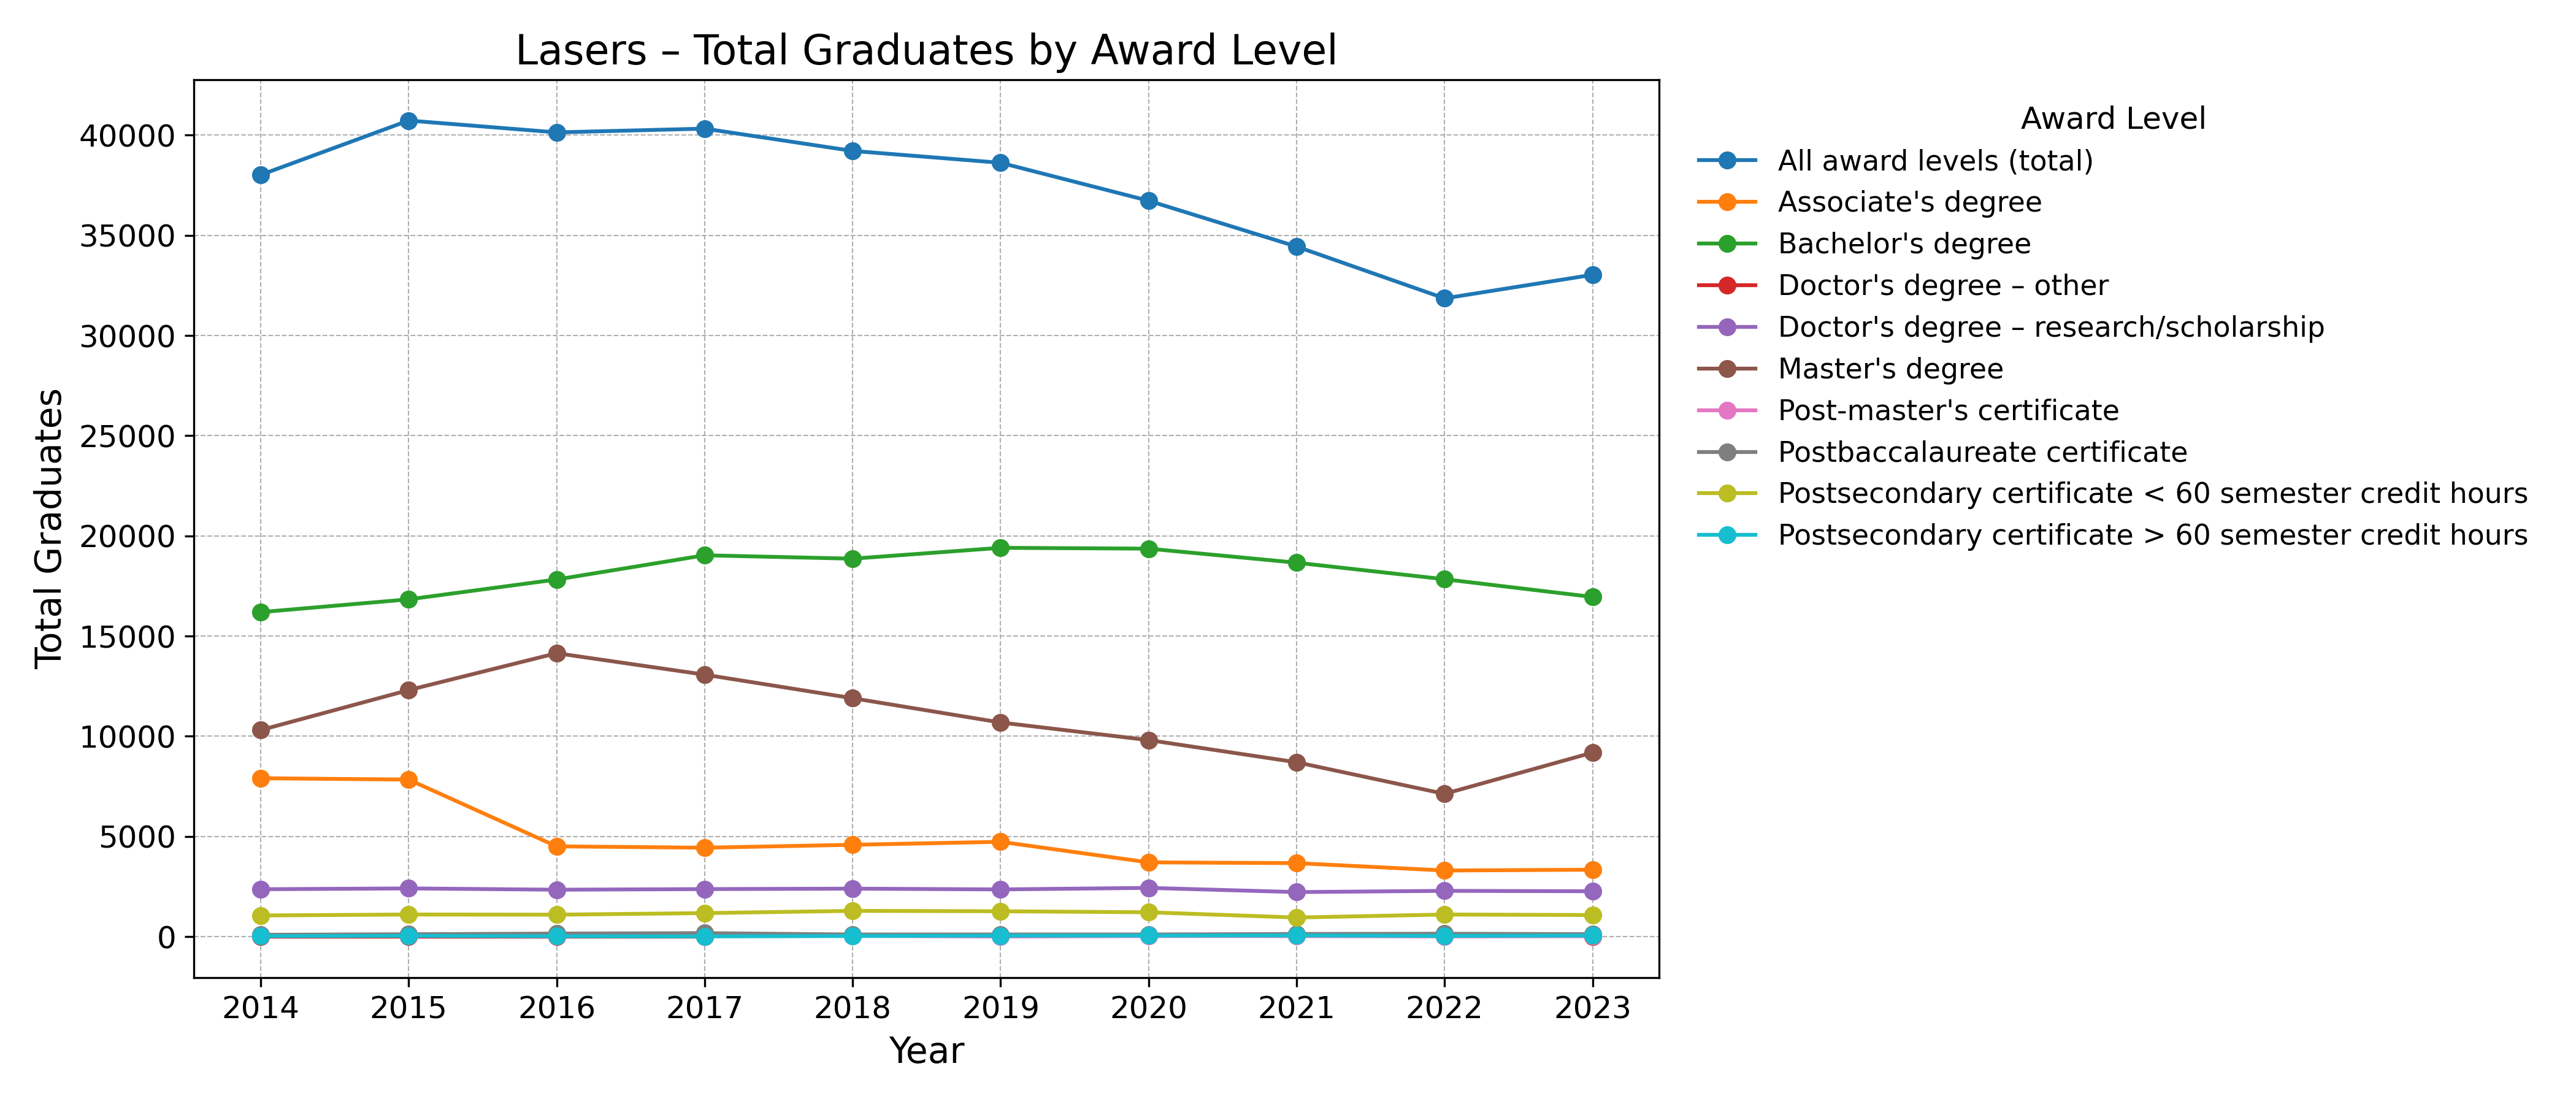 Lasers – Total Graduates by Award Level
Total Graduates
40000
35000
30000
25000
20000
15000
10000
5000
0
2014 2015 2016 2017 2018 2019 2020 2021 2022 2023
Year
Award Level
All award levels (total)
Associate's degree
Bachelor's degree
Doctor's degree – other
Doctor's degree – research/scholarship
Master's degree
Post-master's certificate
Postbaccalaureate certificate
Postsecondary certificate < 60 semester credit hours
Postsecondary certificate > 60 semester credit hours